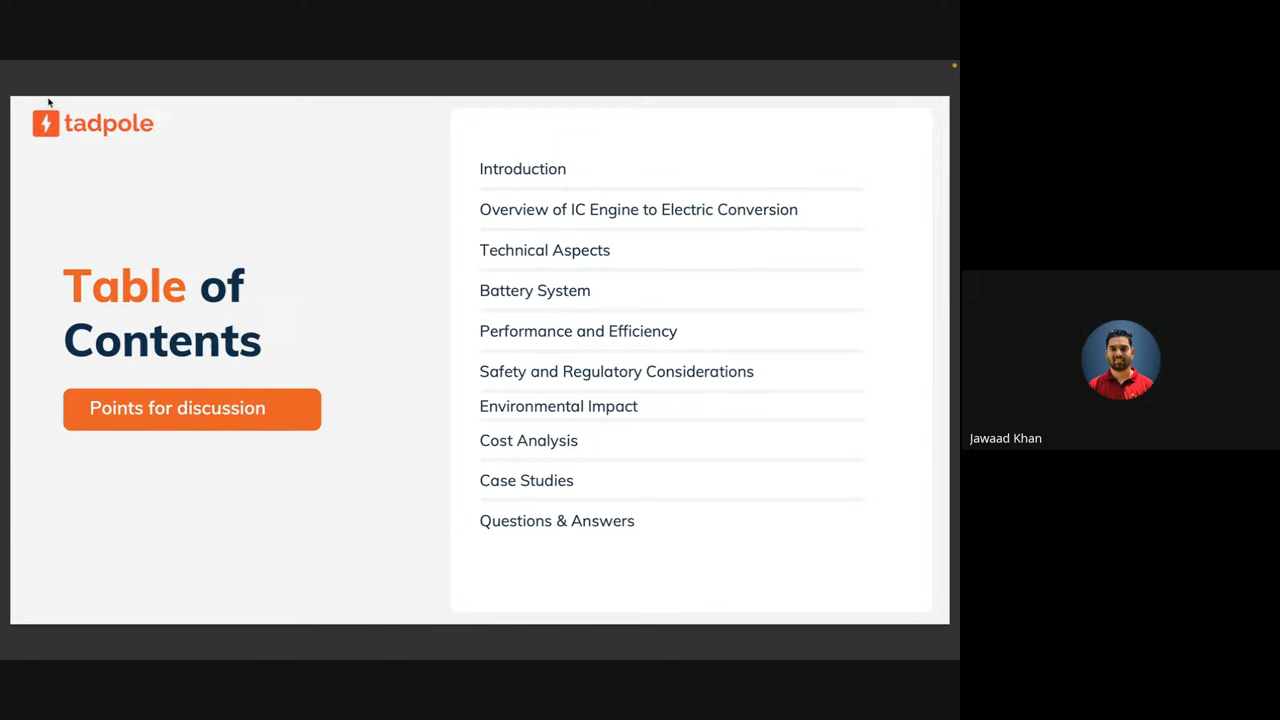 tadpole
Table of
Contents
Points for discussion
Introduction
Overview of IC Engine to Electric Conversion
Technical Aspects
Battery System
Performance and Efficiency
Safety and Regulatory Considerations
Environmental Impact
Cost Analysis
Case Studies
Questions & Answers
Jawaad Khan